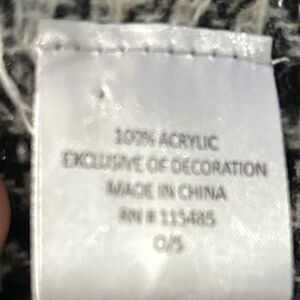 100% ACRYLIC
EXCLUSIVE OF DECORATION
MADE IN CHINA
RN # 115485
O/S